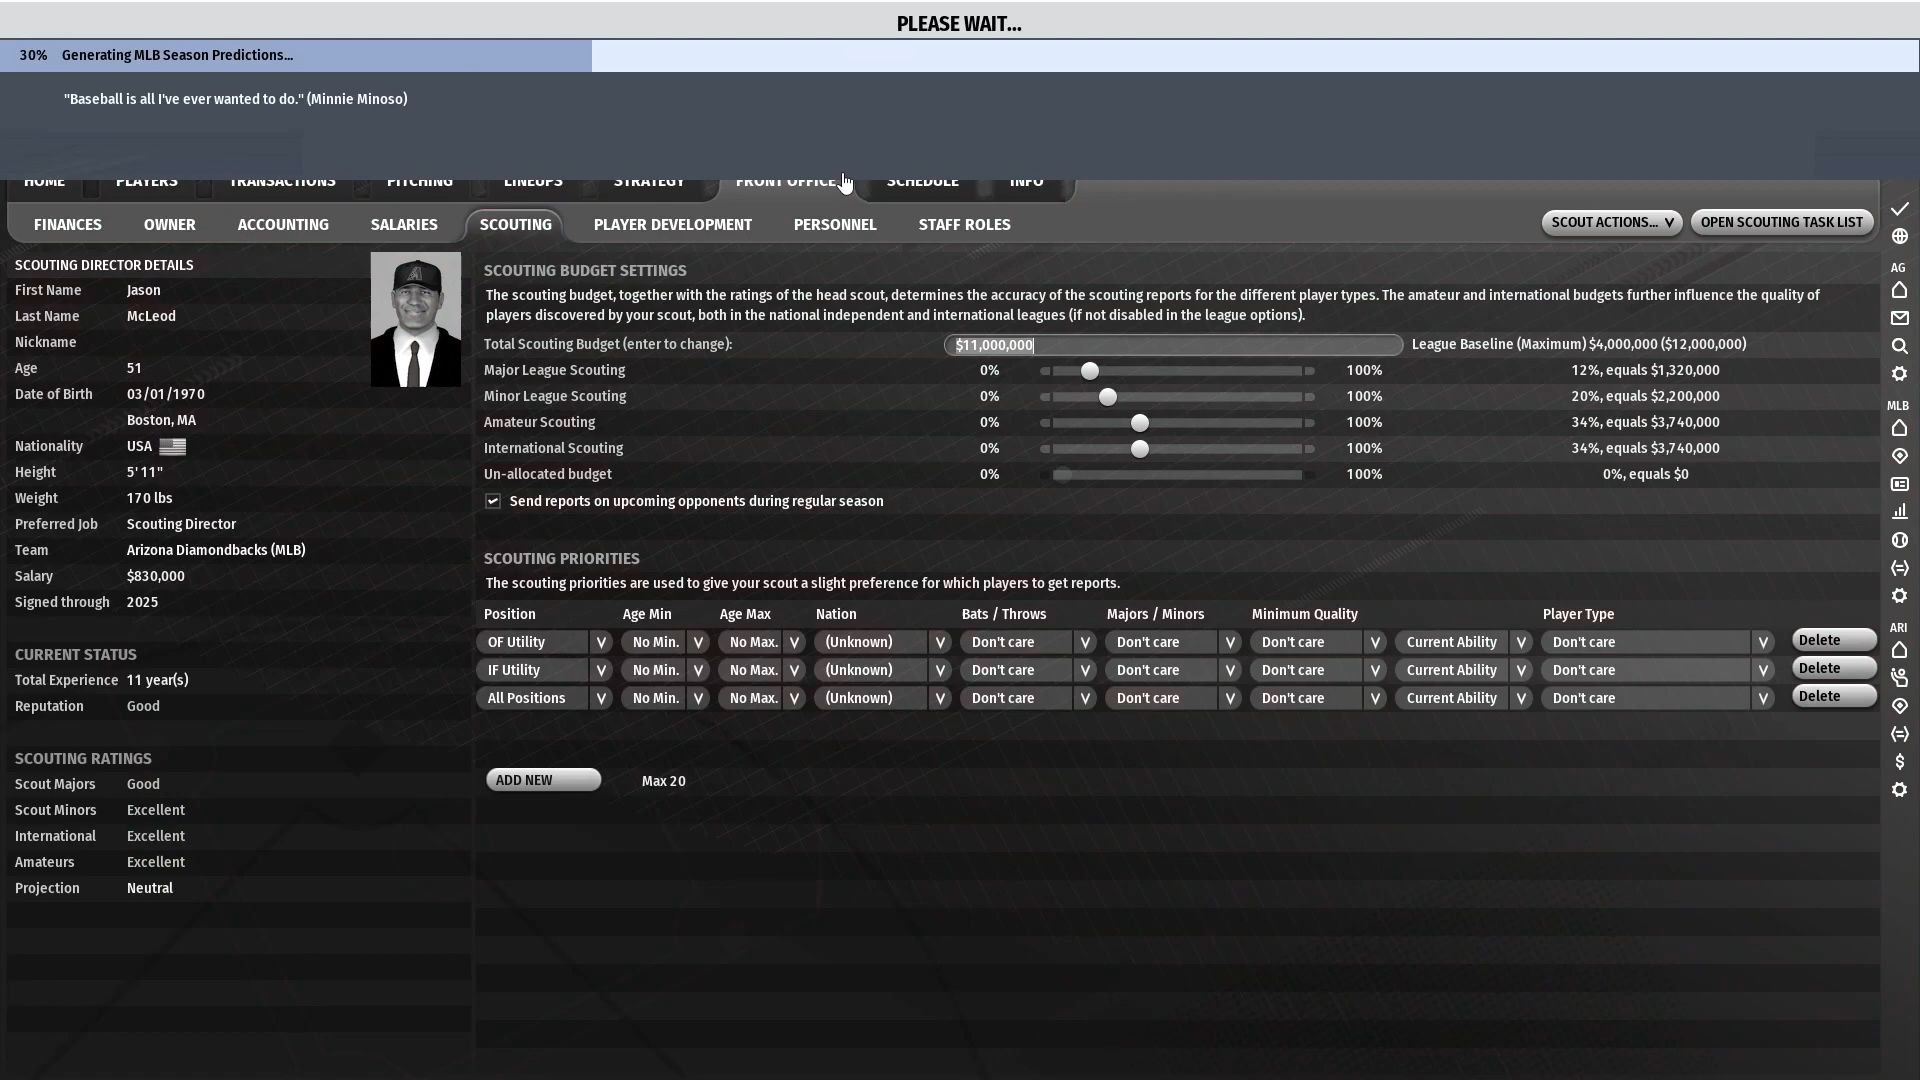 PLEASE WAIT...
30% Generating MLB Season Predictions...
"Baseball is all I've ever wanted to do." (Minnie Minoso)
HOME PLAYERS TRANSACTIONS PITCHING LINEUPS STRATEGY FRONT OFFICE SCHEDULE INFO
FINANCES OWNER ACCOUNTING SALARIES SCOUTING PLAYER DEVELOPMENT PERSONNEL STAFF ROLES SCOUT ACTIONS... OPEN SCOUTING TASK LIST
SCOUTING DIRECTOR DETAILS
First Name Jason
Last Name McLeod
Nickname
Age 51
Date of Birth 03/01/1970
Boston, MA
Nationality USA
Height 5' 11"
Weight 170 lbs
Preferred Job Scouting Director
Team Arizona Diamondbacks (MLB)
Salary $830,000
Signed through 2025
CURRENT STATUS
Total Experience 11 year(s)
Reputation Good
SCOUTING RATINGS
Scout Majors Good
Scout Minors Excellent
International Excellent
Amateurs Excellent
Projection Neutral
SCOUTING BUDGET SETTINGS
The scouting budget, together with the ratings of the head scout, determines the accuracy of the scouting reports for the different player types. The amateur and international budgets further influence the quality of
players discovered by your scout, both in the national independent and international leagues (if not disabled in the league options).
Total Scouting Budget (enter to change): $11,000,000 League Baseline (Maximum) $4,000,000 ($12,000,000)
Major League Scouting 0% 100% 12%, equals $1,320,000
Minor League Scouting 0% 100% 20%, equals $2,200,000
Amateur Scouting 0% 100% 34%, equals $3,740,000
International Scouting 0% 100% 34%, equals $3,740,000
Un-allocated budget 0% 100% 0%, equals $0
Send reports on upcoming opponents during regular season
SCOUTING PRIORITIES
The scouting priorities are used to give your scout a slight preference for which players to get reports.
Position Age Min Age Max Nation Bats / Throws Majors / Minors Minimum Quality Player Type
OF Utility No Min. No Max. (Unknown) Don't care Don't care Don't care Current Ability Don't care Delete
IF Utility No Min. No Max. (Unknown) Don't care Don't care Don't care Current Ability Don't care Delete
All Positions No Min. No Max. (Unknown) Don't care Don't care Don't care Current Ability Don't care Delete
ADD NEW Max 20
AG
MLB
ARI
$